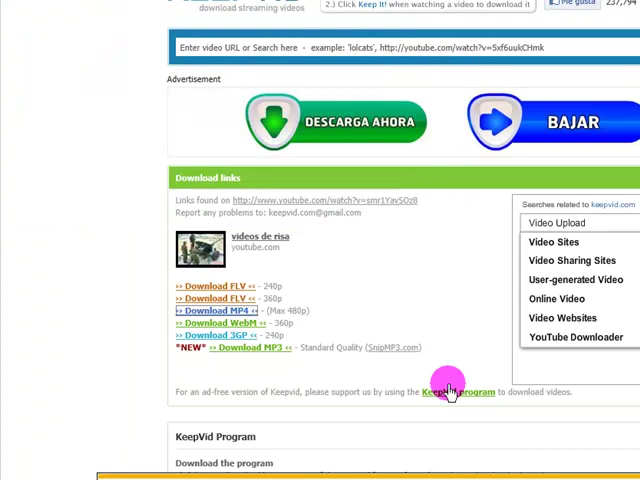 download streaming videos
2.) Click Keep It! when watching a video to download it
Me gusta
237,794
Enter video URL or Search here - example: 'lolcats', http://youtube.com/watch?v=5xf6uukCHmk
Advertisement
DESCARGA AHORA
BAJAR
Download links
Links found on http://www.youtube.com/watch?v=smr1YavSOz8
Report any problems to: keepvid.com@gmail.com
videos de risa
youtube.com
>> Download FLV << - 240p
>> Download FLV << - 360p
>> Download MP4 << - (Max 480p)
>> Download WebM << - 360p
>> Download 3GP << - 240p
*NEW* >> Download MP3 << - Standard Quality (SnipMP3.com)
Searches related to keepvid.com
Video Upload
Video Sites
Video Sharing Sites
User-generated Video
Online Video
Video Websites
YouTube Downloader
For an ad-free version of Keepvid, please support us by using the KeepVid program to download videos.
KeepVid Program
Download the program